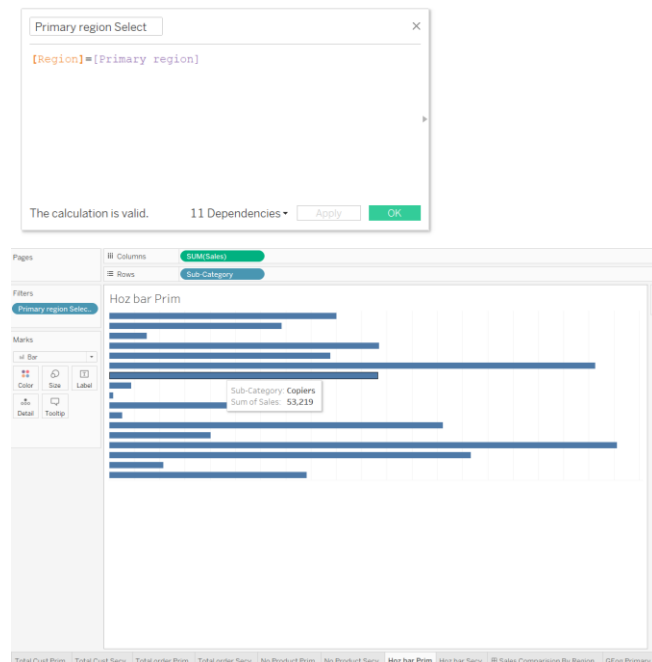 Primary region Select
[Region]=[Primary region]
The calculation is valid.
11 Dependencies
Apply
OK
Pages
Columns
SUM(Sales)
Rows
Sub-Category
Filters
Primary region Selec..
Hoz bar Prim
Marks
Bar
Color Size Label
Detail Tooltip
Sub-Category: Copiers
Sum of Sales: 53,219
Total Cust Prim Total Cust Secy Total order Prim Total order Secy No Product Prim No Product Secy Hoz bar Prim Hoz bar Secy Sales Comparsion By Region GEog Primary